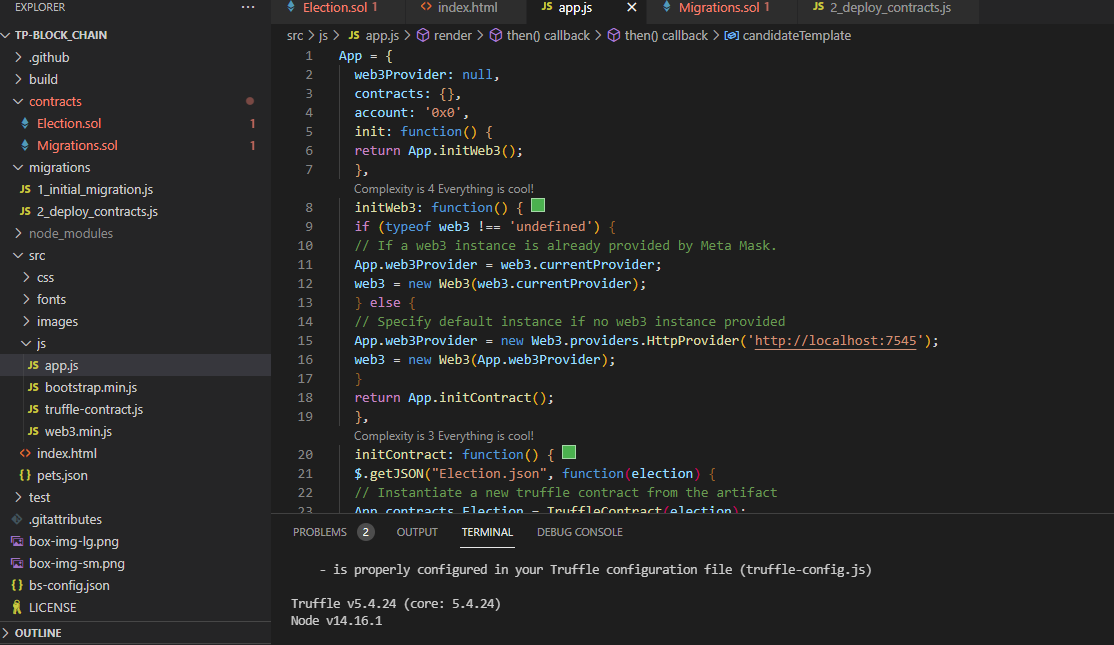 EXPLORER ···
TP-BLOCK_CHAIN
.github
build
contracts
Election.sol 1
Migrations.sol 1
migrations
JS 1_initial_migration.js
JS 2_deploy_contracts.js
node_modules
src
css
fonts
images
js
JS app.js
JS bootstrap.min.js
JS truffle-contract.js
JS web3.min.js
<> index.html
{} pets.json
test
.gitattributes
box-img-lg.png
box-img-sm.png
{} bs-config.json
LICENSE
OUTLINE
Election.sol 1 <> index.html JS app.js × Migrations.sol 1 JS 2_deploy_contracts.js
src > js > JS app.js > render > then() callback > then() callback > candidateTemplate
1 App = {
2 web3Provider: null,
3 contracts: {},
4 account: '0x0',
5 init: function() {
6 return App.initWeb3();
7 },
Complexity is 4 Everything is cool!
8 initWeb3: function() {
9 if (typeof web3 !== 'undefined') {
10 // If a web3 instance is already provided by Meta Mask.
11 App.web3Provider = web3.currentProvider;
12 web3 = new Web3(web3.currentProvider);
13 } else {
14 // Specify default instance if no web3 instance provided
15 App.web3Provider = new Web3.providers.HttpProvider('http://localhost:7545');
16 web3 = new Web3(App.web3Provider);
17 }
18 return App.initContract();
19 },
Complexity is 3 Everything is cool!
20 initContract: function() {
21 $.getJSON("Election.json", function(election) {
22 // Instantiate a new truffle contract from the artifact
23 App.contracts.Election = TruffleContract(election);
PROBLEMS 2 OUTPUT TERMINAL DEBUG CONSOLE
- is properly configured in your Truffle configuration file (truffle-config.js)
Truffle v5.4.24 (core: 5.4.24)
Node v14.16.1